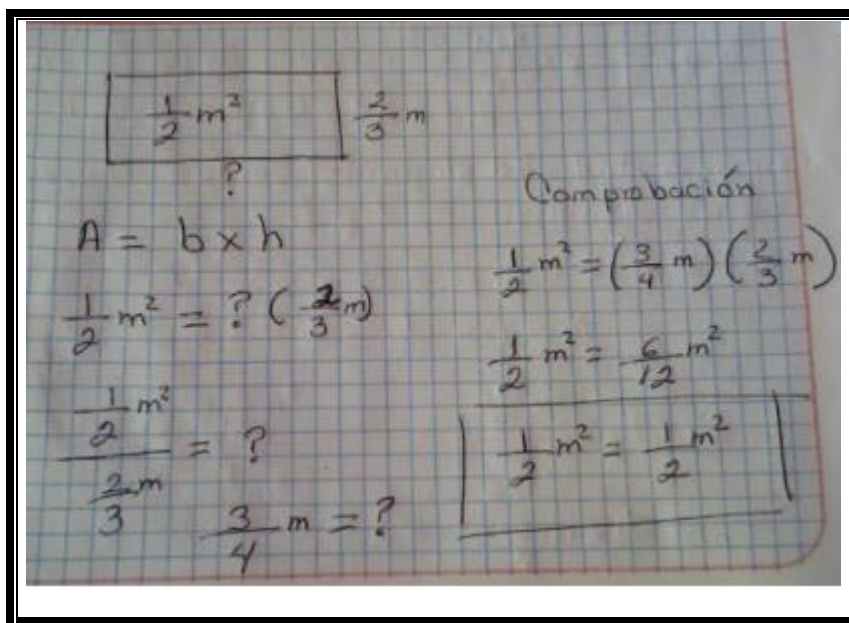 1/2 m² 2/3 m
?
A = b x h
1/2 m² = ? ( 2/3 m)
1/2 m² / 2/3 m = ?
3/4 m = ?
Comprobación
1/2 m² = (3/4 m) (2/3 m)
1/2 m² = 6/12 m²
1/2 m² = 1/2 m²